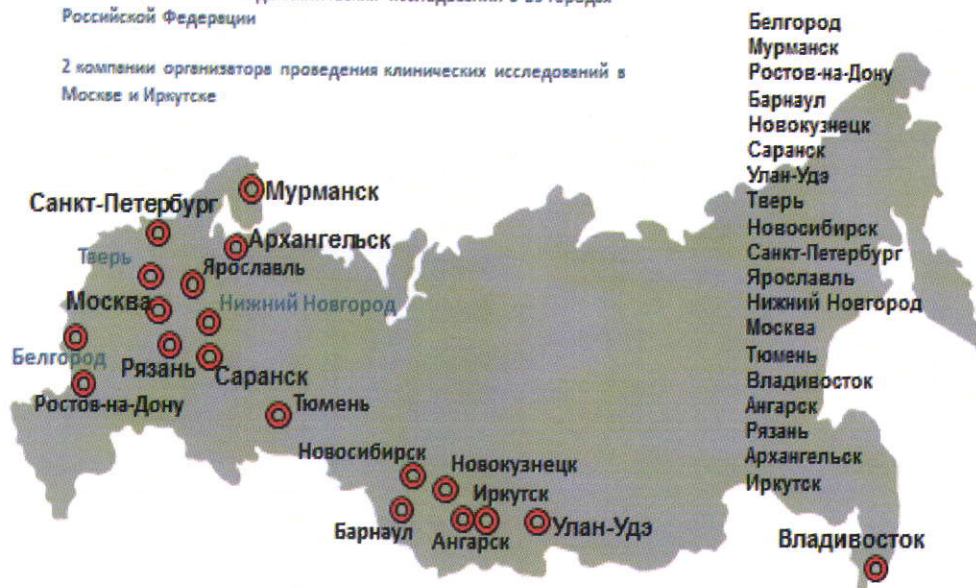 исследований в
городах
Российской Федерации
2 компании организатора проведения клинических исследований в
Москве и Иркутске
Белгород
Мурманск
Ростов-на-Дону
Барнаул
Новокузнецк
Саранск
Улан-Удэ
Тверь
Новосибирск
Санкт-Петербург
Ярославль
Нижний Новгород
Москва
Тюмень
Владивосток
Ангарск
Рязань
Архангельск
Иркутск
Мурманск
Санкт-Петербург
Архангельск
Тверь
Ярославль
Москва
Нижний Новгород
Белгород
Рязань
Саранск
Ростов-на-Дону
Тюмень
Новосибирск
Новокузнецк
Иркутск
Барнаул
Ангарск
Улан-Удэ
Владивосток